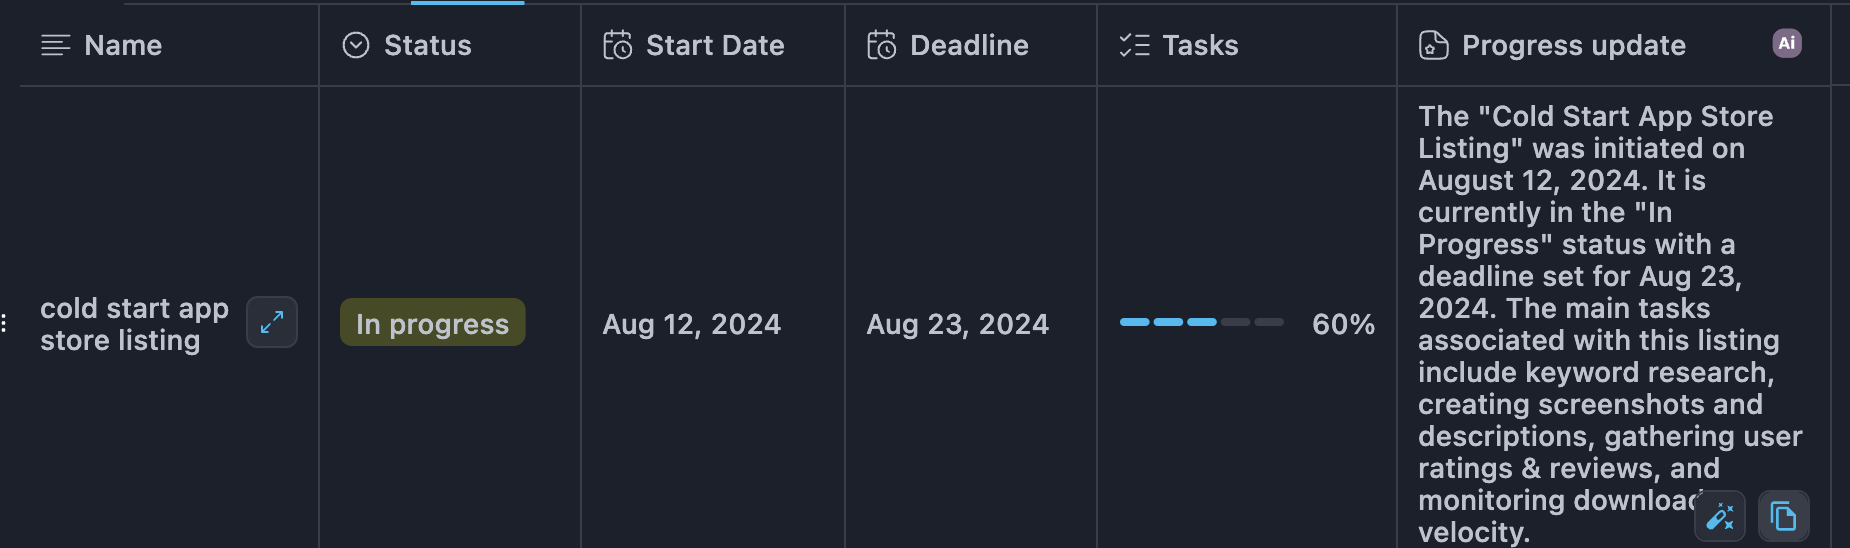 Name
Status
Start Date
Deadline
Tasks
Progress update
Ai
cold start app
store listing
In progress
Aug 12, 2024
Aug 23, 2024
60%
The "Cold Start App Store
Listing" was initiated on
August 12, 2024. It is
currently in the "In
Progress" status with a
deadline set for Aug 23,
2024. The main tasks
associated with this listing
include keyword research,
creating screenshots and
descriptions, gathering user
ratings & reviews, and
monitoring download
velocity.